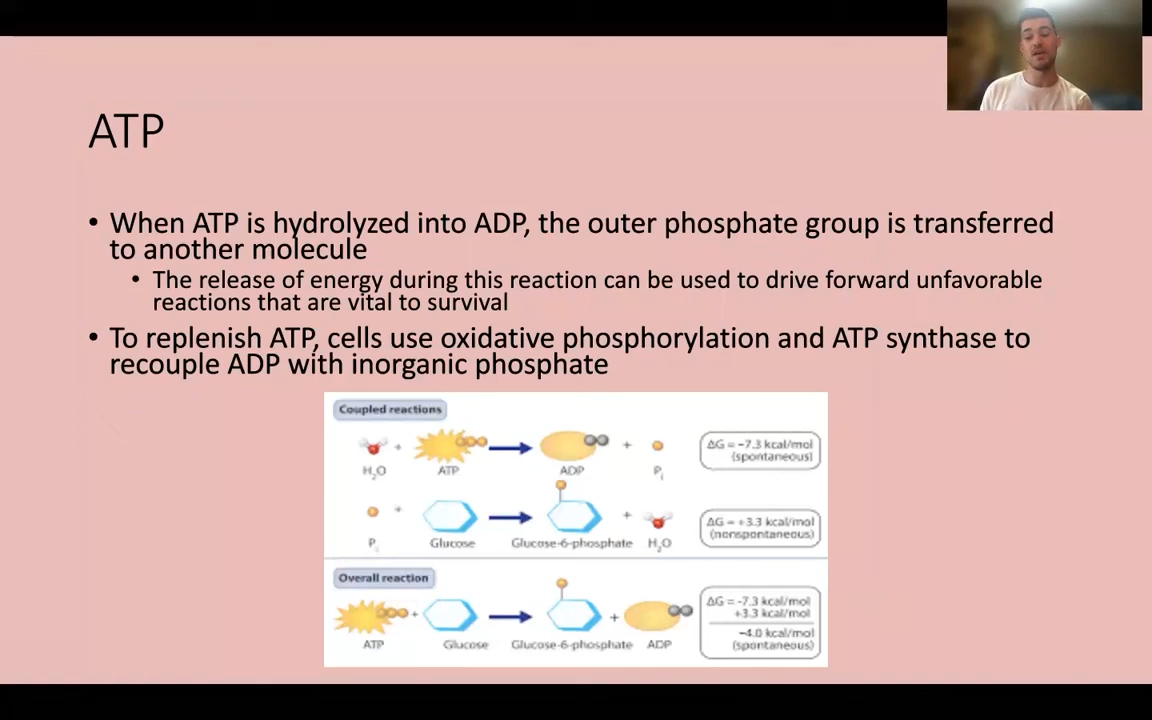 ATP
• When ATP is hydrolyzed into ADP, the outer phosphate group is transferred
to another molecule
• The release of energy during this reaction can be used to drive forward unfavorable
reactions that are vital to survival
• To replenish ATP, cells use oxidative phosphorylation and ATP synthase to
recouple ADP with inorganic phosphate
Coupled reactions
+ + ΔG = −7.3 kcal/mol
(spontaneous)
H₂O ATP ADP Pᵢ
+ + ΔG = +3.3 kcal/mol
(nonspontaneous)
Pᵢ Glucose Glucose-6-phosphate H₂O
Overall reaction
+ + ΔG = -7.3 kcal/mol
+3.3 kcal/mol
−4.0 kcal/mol
(spontaneous)
ATP Glucose Glucose-6-phosphate ADP